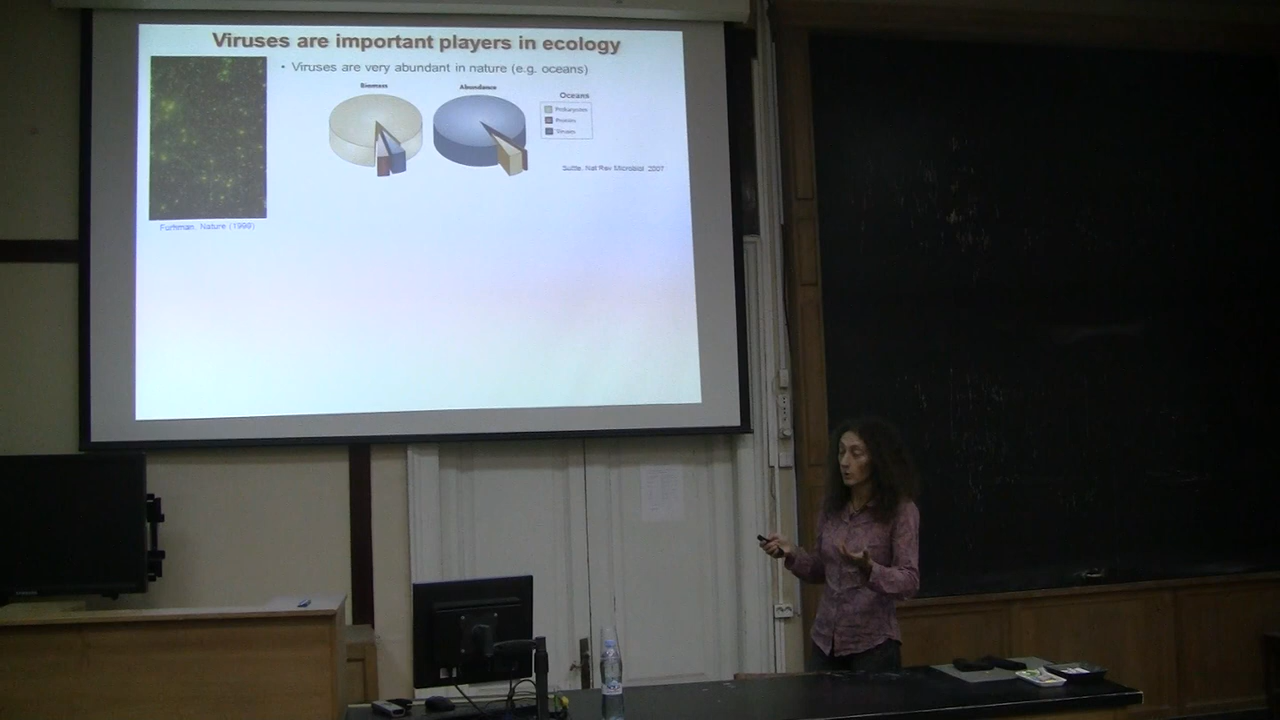 Viruses are important players in ecology
• Viruses are very abundant in nature (e.g. oceans)
Biomass
Abundance
Oceans
Prokaryotes
Protists
Viruses
Suttle, Nat Rev Microbiol. 2007
Furhman, Nature (1999)